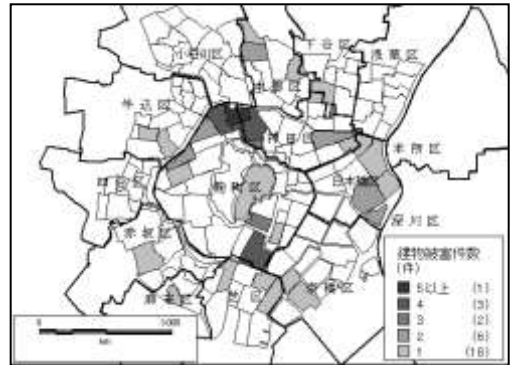 小石川区
下谷区
浅草区
本郷区
牛込区
神田区
本所区
麹町区
日本橋区
四谷区
深川区
赤坂区
京橋区
麻布区
芝区
建物被害件数
(件)
5以上 (1)
4 (3)
3 (2)
2 (6)
1 (18)
0